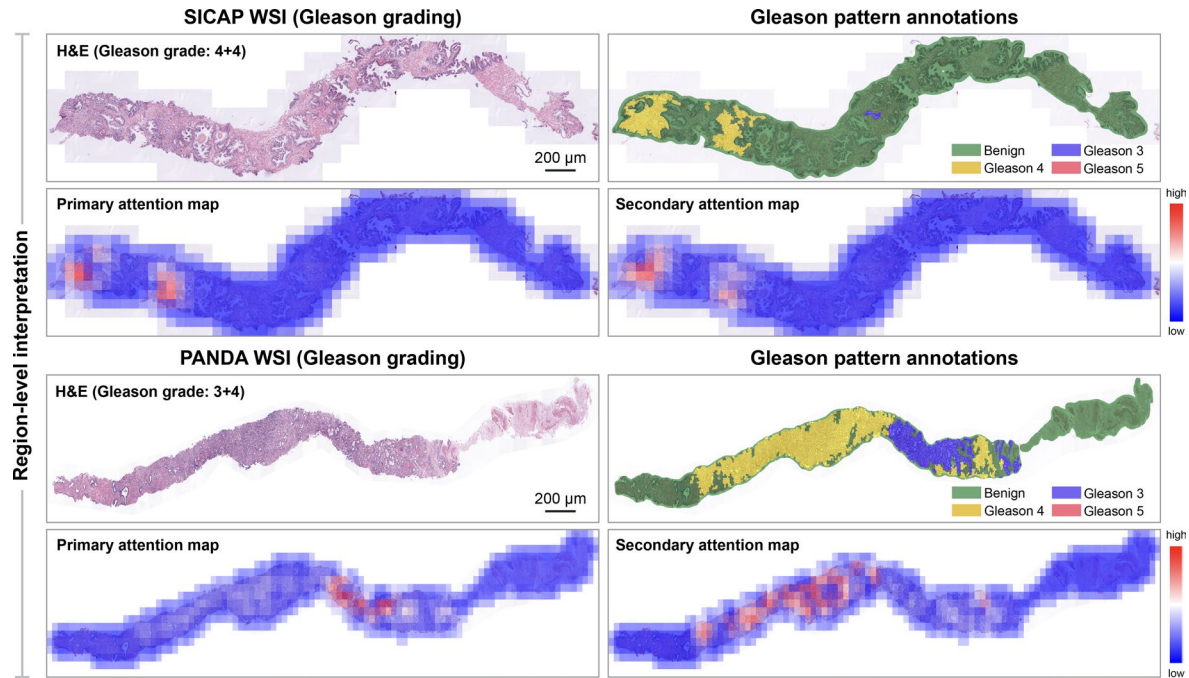 SICAP WSI (Gleason grading)
Gleason pattern annotations
Region-level interpretation
H&E (Gleason grade: 4+4)
200 µm
Benign
Gleason 3
Gleason 4
Gleason 5
Primary attention map
Secondary attention map
high
low
PANDA WSI (Gleason grading)
Gleason pattern annotations
H&E (Gleason grade: 3+4)
200 µm
Benign
Gleason 3
Gleason 4
Gleason 5
Primary attention map
Secondary attention map
high
low